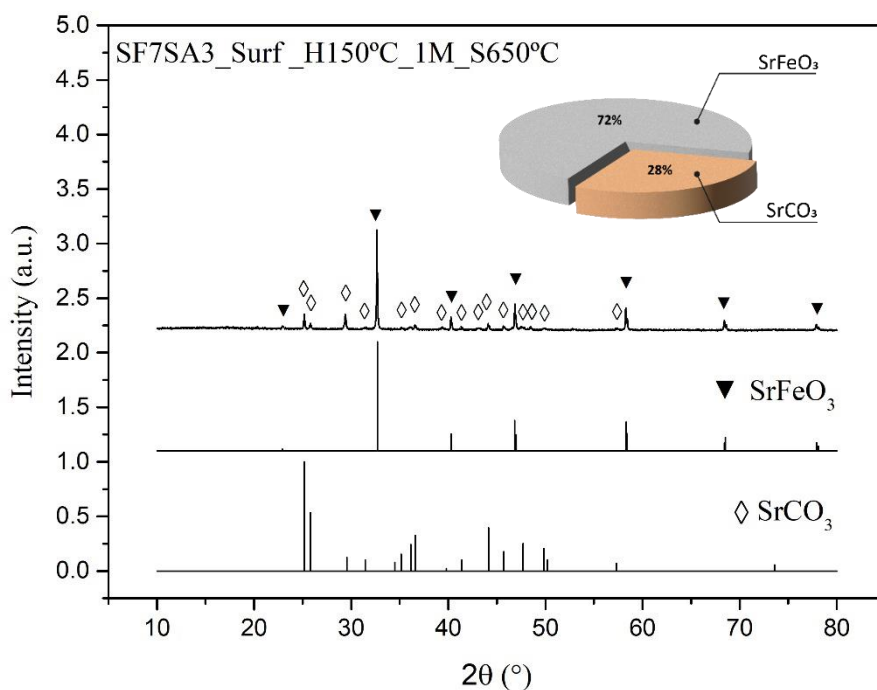 SF7SA3_Surf _H150ºC_1M_S650ºC
SrFeO₃
72%
28%
SrCO₃
SrFeO₃
SrCO₃
Intensity (a.u.)
5.0
4.5
4.0
3.5
3.0
2.5
2.0
1.5
1.0
0.5
0.0
10 20 30 40 50 60 70 80
2θ (°)